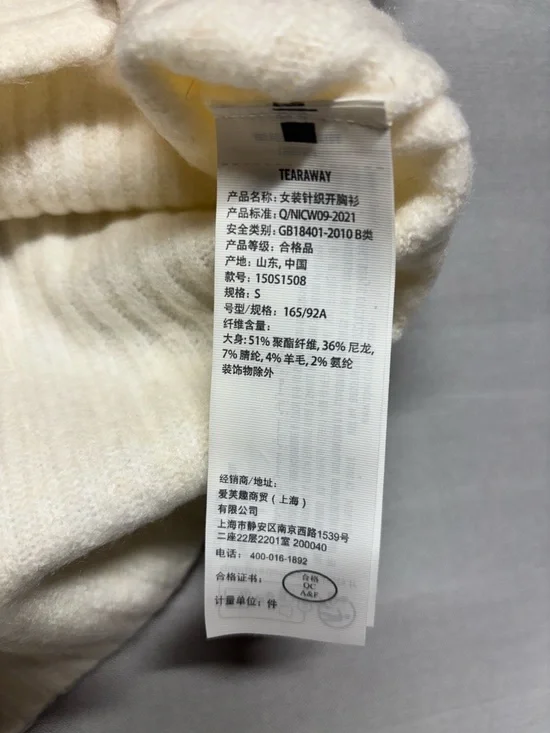 TEARAWAY
产品名称: 女装针织开胸衫
产品标准: Q/NICW09-2021
安全类别: GB18401-2010 B类
产品等级: 合格品
产地: 山东, 中国
款号: 150S1508
规格: S
号型/规格: 165/92A
纤维含量:
大身: 51% 聚酯纤维, 36% 尼龙,
7% 腈纶, 4% 羊毛, 2% 氨纶
装饰物除外
经销商/地址:
爱芙趣商贸（上海）
有限公司
上海市静安区南京西路1539号
二座22层2201室 200040
电话: 400-016-1892
合格证书:
合格
QC
A&F
计量单位: 件